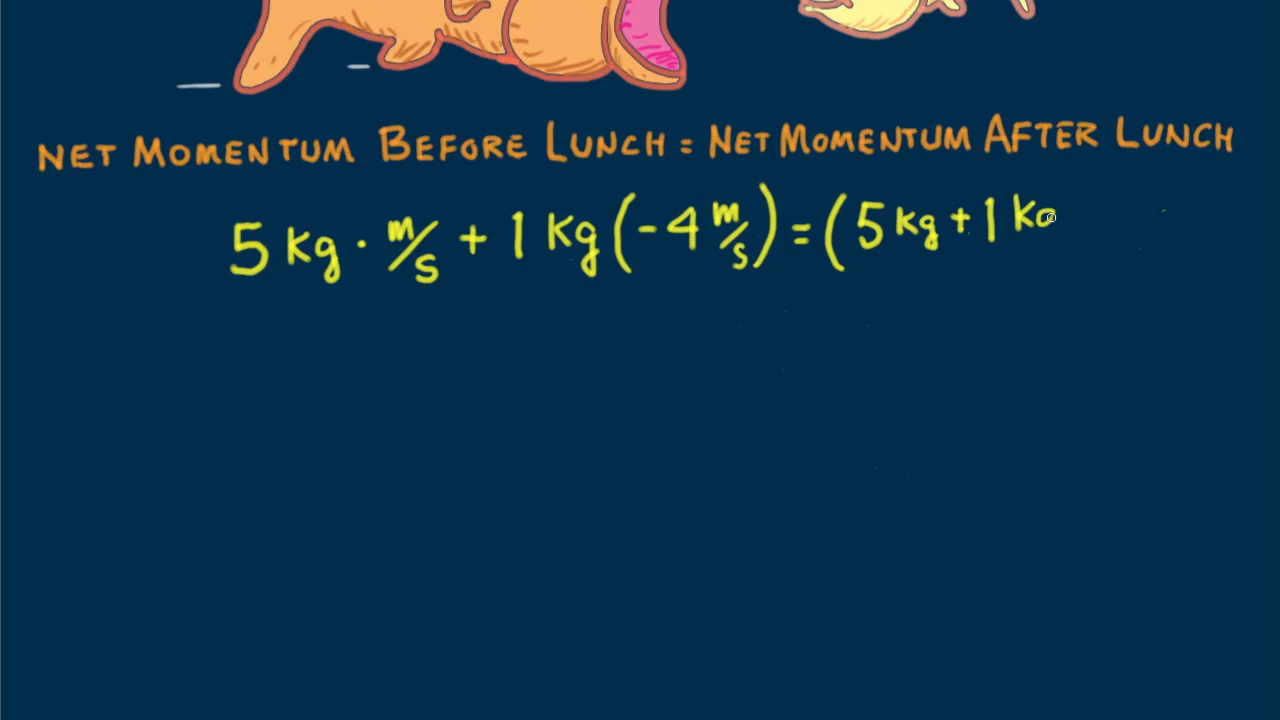 NET MOMENTUM BEFORE LUNCH = NET MOMENTUM AFTER LUNCH
5 kg · m/s + 1 kg (-4 m/s) = (5 kg + 1 k